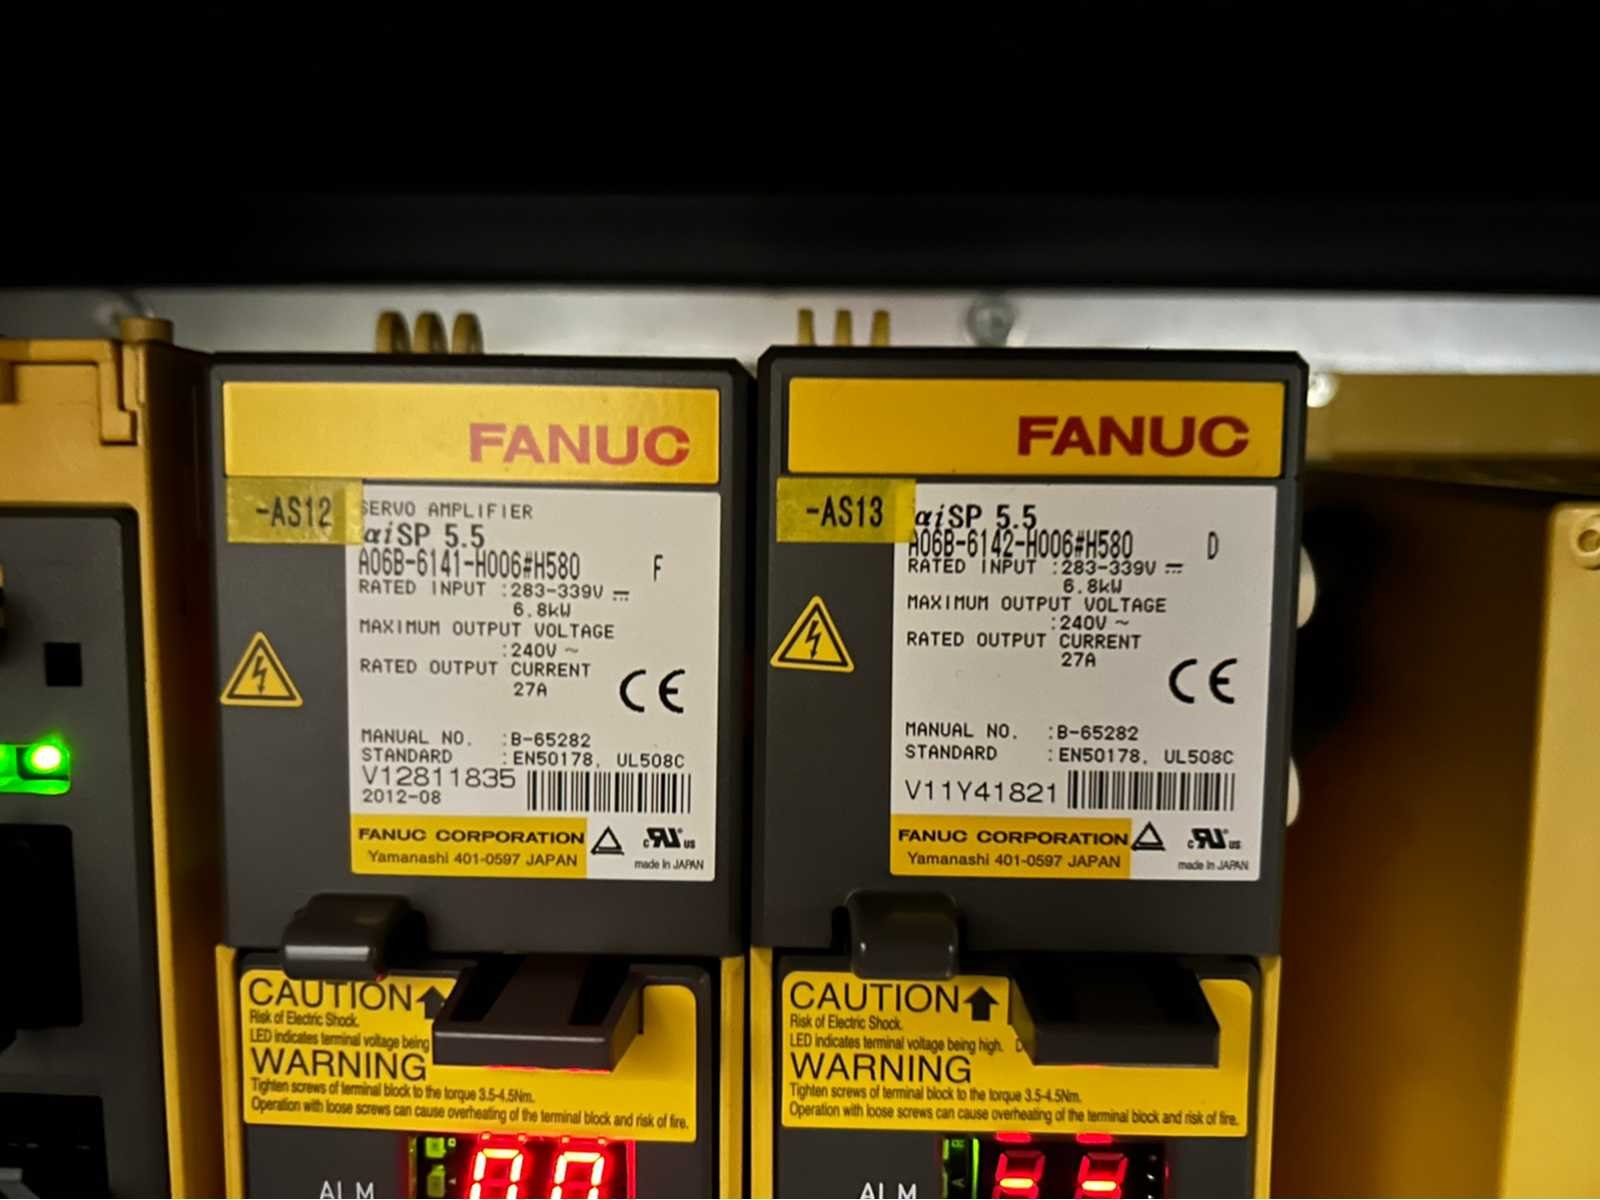 FANUC
-AS12
SERVO AMPLIFIER
αiSP 5.5
A06B-6141-H006#H580 F
RATED INPUT :283-339V ⎓
6.8kW
MAXIMUM OUTPUT VOLTAGE
:240V ~
RATED OUTPUT CURRENT
27A
CE
MANUAL NO. :B-65282
STANDARD :EN50178, UL508C
V12811835
2012-08
FANUC CORPORATION
Yamanashi 401-0597 JAPAN
c RU US
made in JAPAN
CAUTION
Risk of Electric Shock.
LED indicates terminal voltage being
WARNING
Tighten screws of terminal block to the torque 3.5-4.5Nm.
Operation with loose screws can cause overheating of the terminal block and risk of fire.
ALM
FANUC
-AS13
αiSP 5.5
A06B-6142-H006#H580 D
RATED INPUT :283-339V ⎓
6.8kW
MAXIMUM OUTPUT VOLTAGE
:240V ~
RATED OUTPUT CURRENT
27A
CE
MANUAL NO. :B-65282
STANDARD :EN50178, UL508C
V11Y41821
FANUC CORPORATION
Yamanashi 401-0597 JAPAN
c RU US
made in JAPAN
CAUTION
Risk of Electric Shock.
LED indicates terminal voltage being high.
WARNING
Tighten screws of terminal block to the torque 3.5-4.5Nm.
Operation with loose screws can cause overheating of the terminal block and risk of fire.
ALM
--